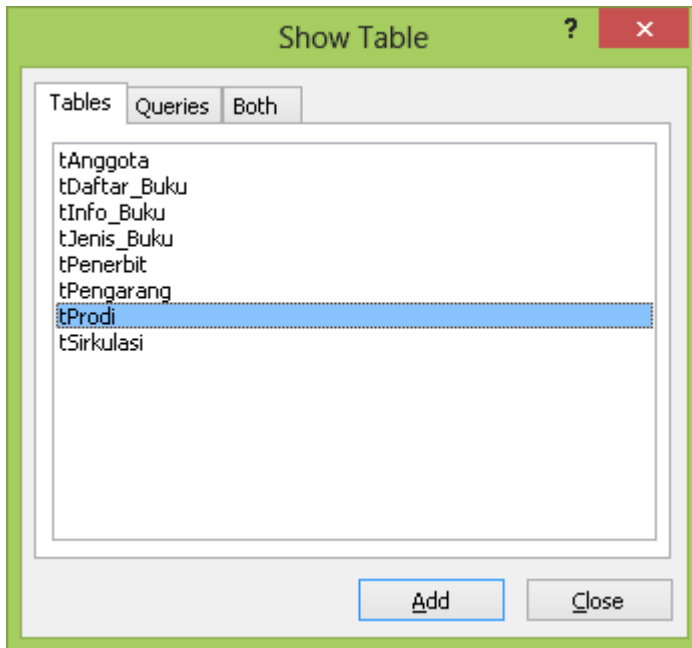 Show Table
?
Tables Queries Both
tAnggota
tDaftar_Buku
tInfo_Buku
tJenis_Buku
tPenerbit
tPengarang
tProdi
tSirkulasi
Add Close